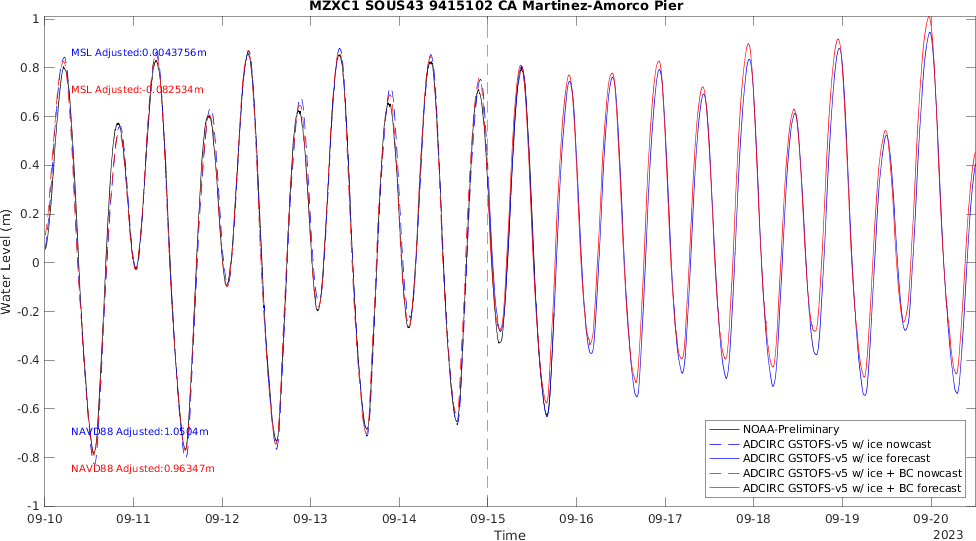 MZXC1 SOUS43 9415102 CA Martinez-Amorco Pier
1
0.8
0.6
0.4
0.2
0
-0.2
-0.4
-0.6
-0.8
-1
Water Level (m)
MSL Adjusted:0.0043756m
MSL Adjusted:-0.082534m
NAVD88 Adjusted:1.0504m
NAVD88 Adjusted:0.96347m
NOAA-Preliminary
ADCIRC GSTOFS-v5 w/ ice nowcast
ADCIRC GSTOFS-v5 w/ ice forecast
ADCIRC GSTOFS-v5 w/ ice + BC nowcast
ADCIRC GSTOFS-v5 w/ ice + BC forecast
09-10 09-11 09-12 09-13 09-14 09-15 09-16 09-17 09-18 09-19 09-20
Time
2023